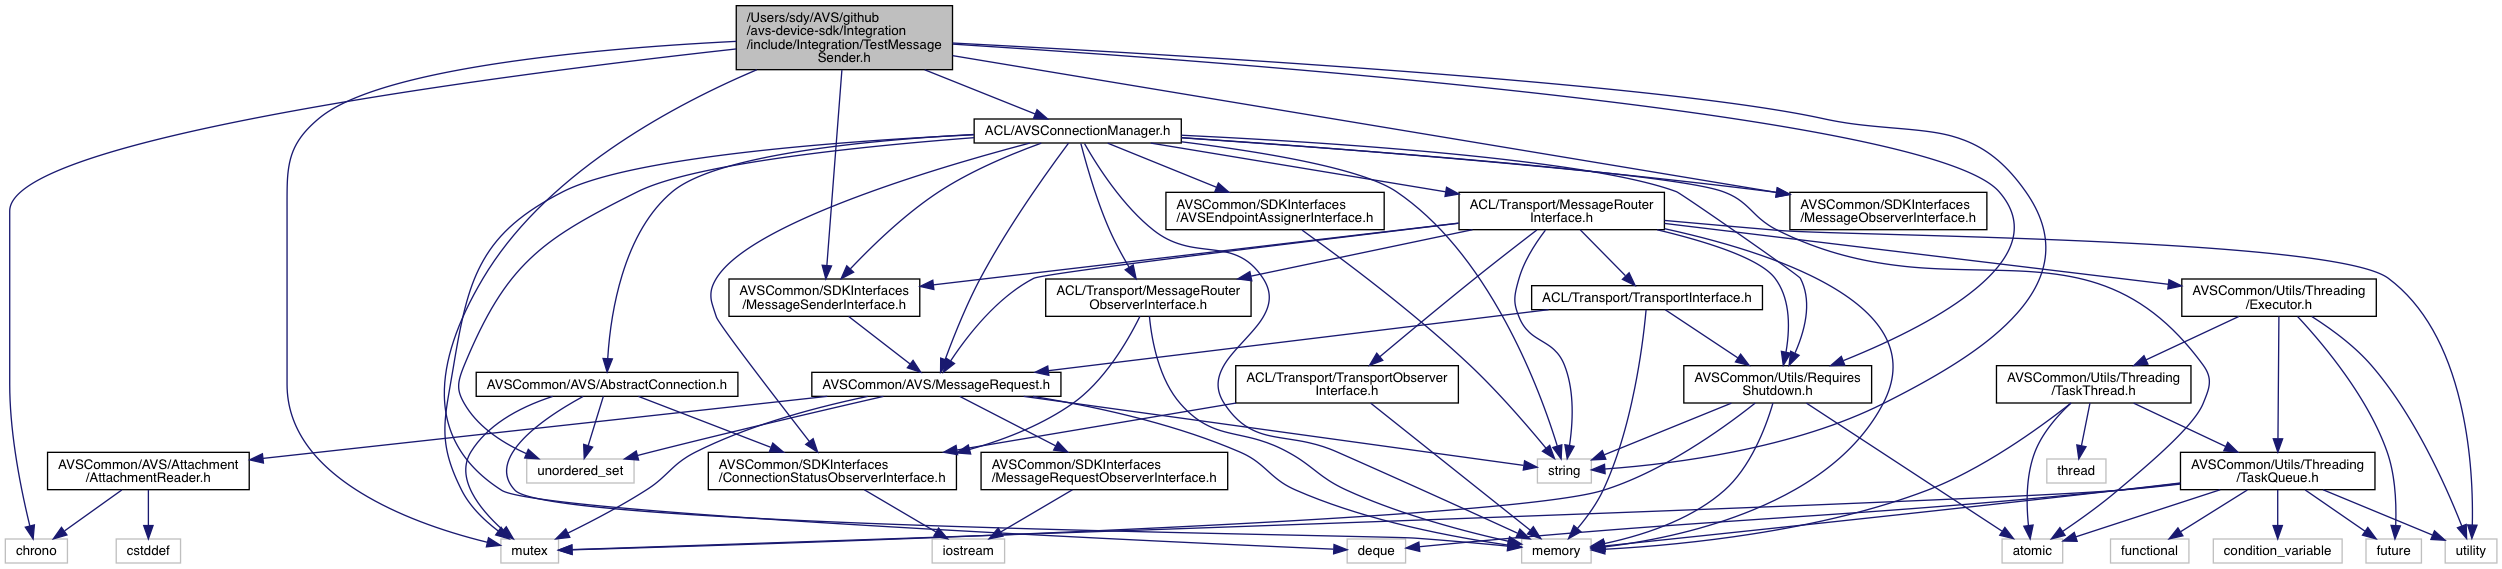 /Users/sdy/AVS/github
/avs-device-sdk/Integration
/include/Integration/TestMessage
Sender.h
ACL/AVSConnectionManager.h
AVSCommon/SDKInterfaces
/AVSEndpointAssignerInterface.h
ACL/Transport/MessageRouter
Interface.h
AVSCommon/SDKInterfaces
/MessageObserverInterface.h
AVSCommon/SDKInterfaces
/MessageSenderInterface.h
ACL/Transport/MessageRouter
ObserverInterface.h
ACL/Transport/TransportInterface.h
AVSCommon/Utils/Threading
/Executor.h
AVSCommon/AVS/AbstractConnection.h
AVSCommon/AVS/MessageRequest.h
ACL/Transport/TransportObserver
Interface.h
AVSCommon/Utils/Requires
Shutdown.h
AVSCommon/Utils/Threading
/TaskThread.h
AVSCommon/AVS/Attachment
/AttachmentReader.h
unordered_set
AVSCommon/SDKInterfaces
/ConnectionStatusObserverInterface.h
AVSCommon/SDKInterfaces
/MessageRequestObserverInterface.h
string
thread
AVSCommon/Utils/Threading
/TaskQueue.h
chrono
cstddef
mutex
iostream
deque
memory
atomic
functional
condition_variable
future
utility